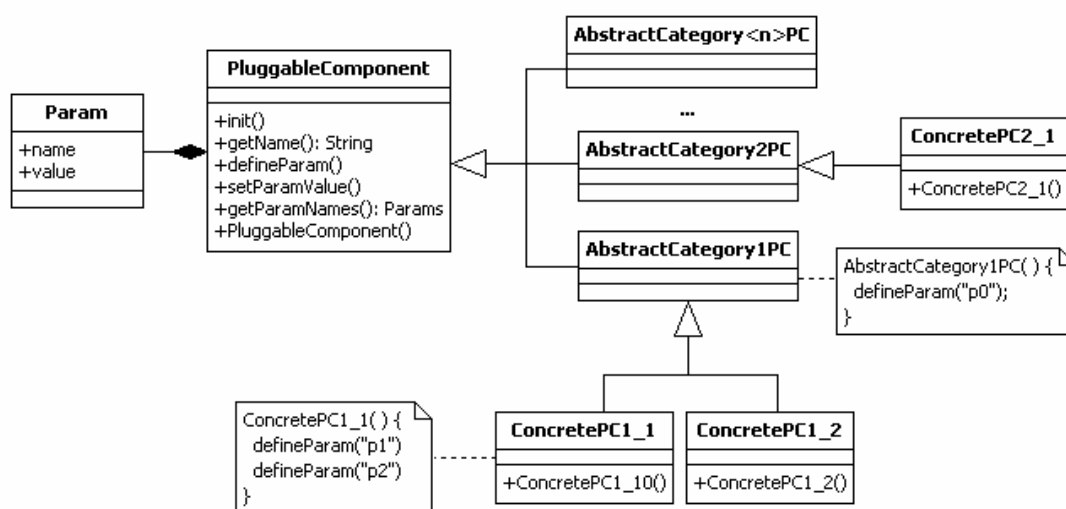 AbstractCategory<n>PC
...
PluggableComponent
+init()
+getName(): String
+defineParam()
+setParamValue()
+getParamNames(): Params
+PluggableComponent()
Param
+name
+value
AbstractCategory2PC
ConcretePC2_1
+ConcretePC2_1()
AbstractCategory1PC
AbstractCategory1PC( ) {
defineParam("p0");
}
ConcretePC1_1( ) {
defineParam("p1")
defineParam("p2")
}
ConcretePC1_1
+ConcretePC1_10()
ConcretePC1_2
+ConcretePC1_2()